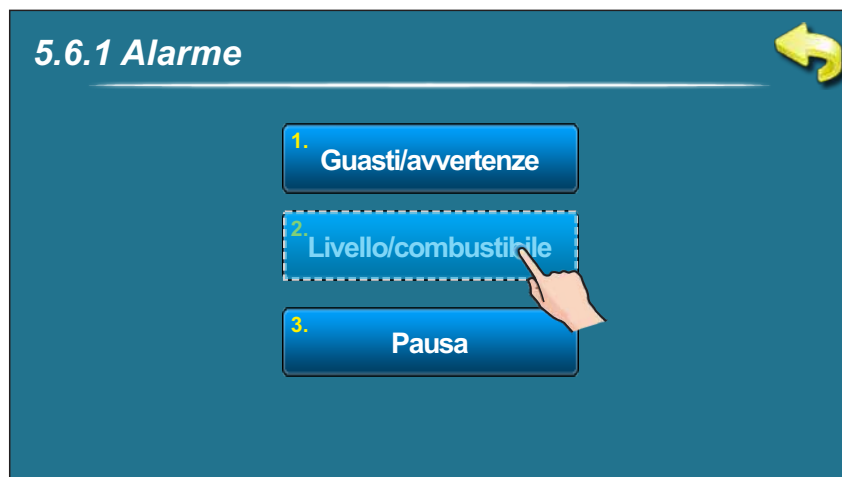 5.6.1 Alarme
1.
Guasti/avvertenze
2.
Livello/combustibile
3.
Pausa